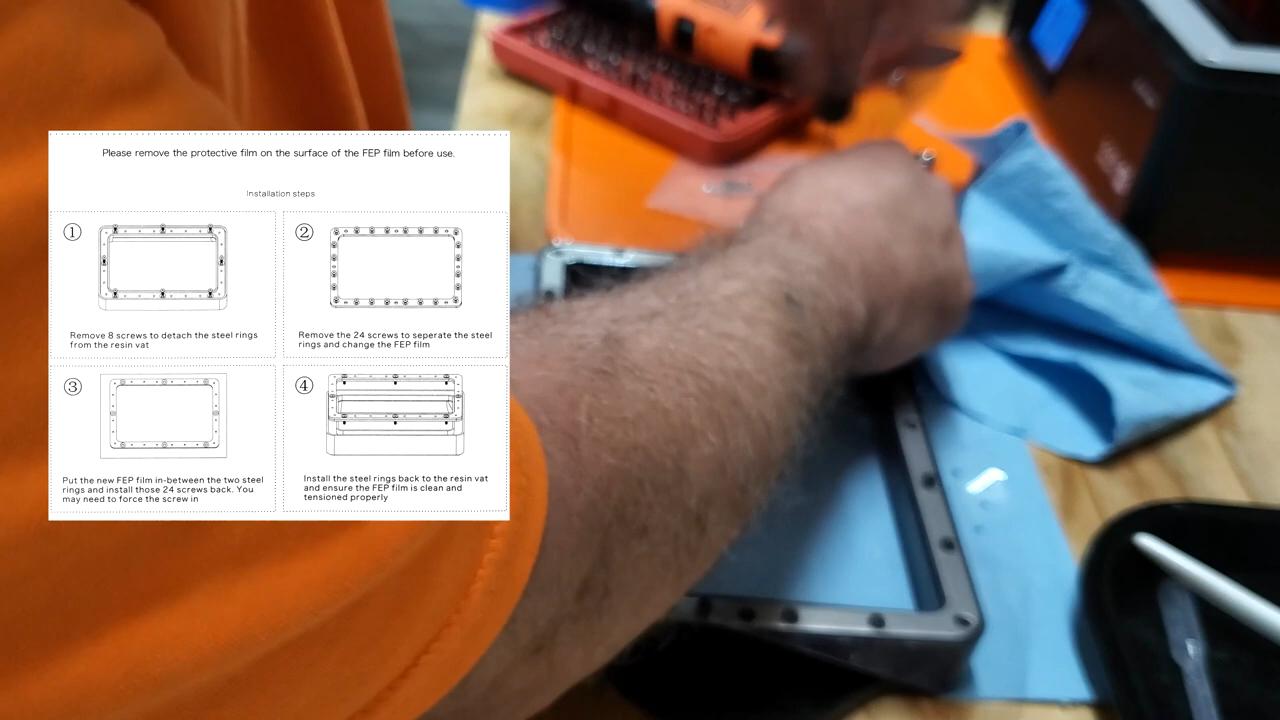 Please remove the protective film on the surface of the FEP film before use.
Installation steps
①
Remove 8 screws to detach the steel rings
from the resin vat
②
Remove the 24 screws to seperate the steel
rings and change the FEP film
③
Put the new FEP film in-between the two steel
rings and install those 24 screws back. You
may need to force the screw in
④
Install the steel rings back to the resin vat
and ensure the FEP film is clean and
tensioned properly